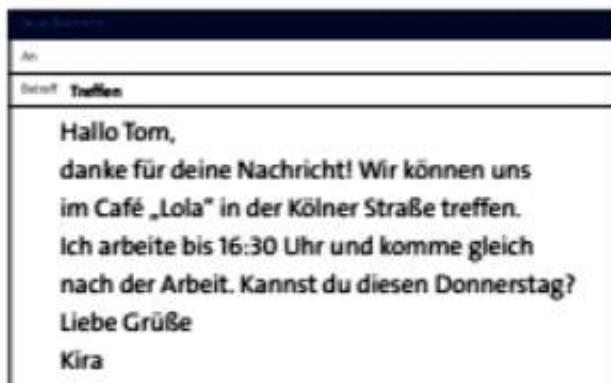 An
Betreff Treffen
Hallo Tom,
danke für deine Nachricht! Wir können uns
im Café „Lola“ in der Kölner Straße treffen.
Ich arbeite bis 16:30 Uhr und komme gleich
nach der Arbeit. Kannst du diesen Donnerstag?
Liebe Grüße
Kira